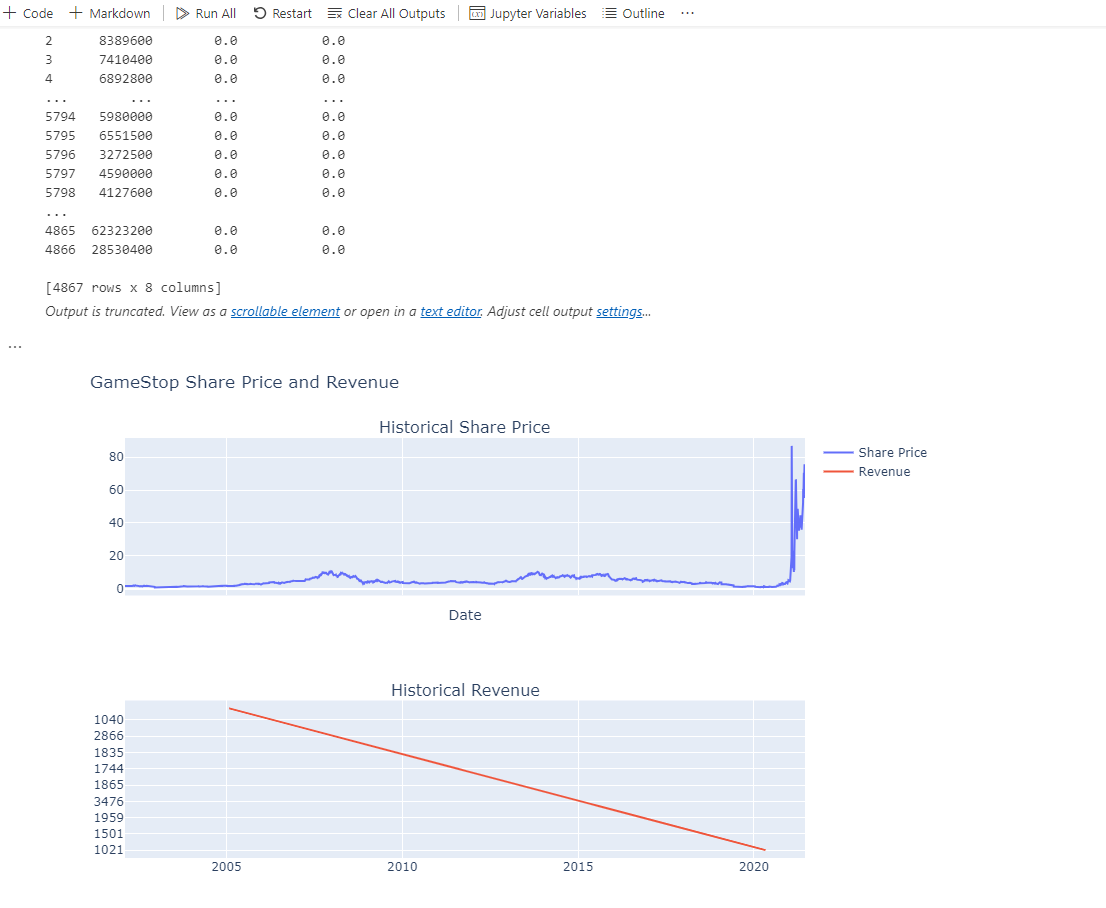 Code Markdown Run All Restart Clear All Outputs Jupyter Variables Outline ...
2 8389600 0.0 0.0
3 7410400 0.0 0.0
4 6892800 0.0 0.0
... ... ... ...
5794 5980000 0.0 0.0
5795 6551500 0.0 0.0
5796 3272500 0.0 0.0
5797 4590000 0.0 0.0
5798 4127600 0.0 0.0
...
4865 62323200 0.0 0.0
4866 28530400 0.0 0.0
[4867 rows x 8 columns]
Output is truncated. View as a scrollable element or open in a text editor. Adjust cell output settings...
...
GameStop Share Price and Revenue
Historical Share Price
80
60
40
20
0
Share Price
Revenue
Date
Historical Revenue
1040
2866
1835
1744
1865
3476
1959
1501
1021
2005 2010 2015 2020